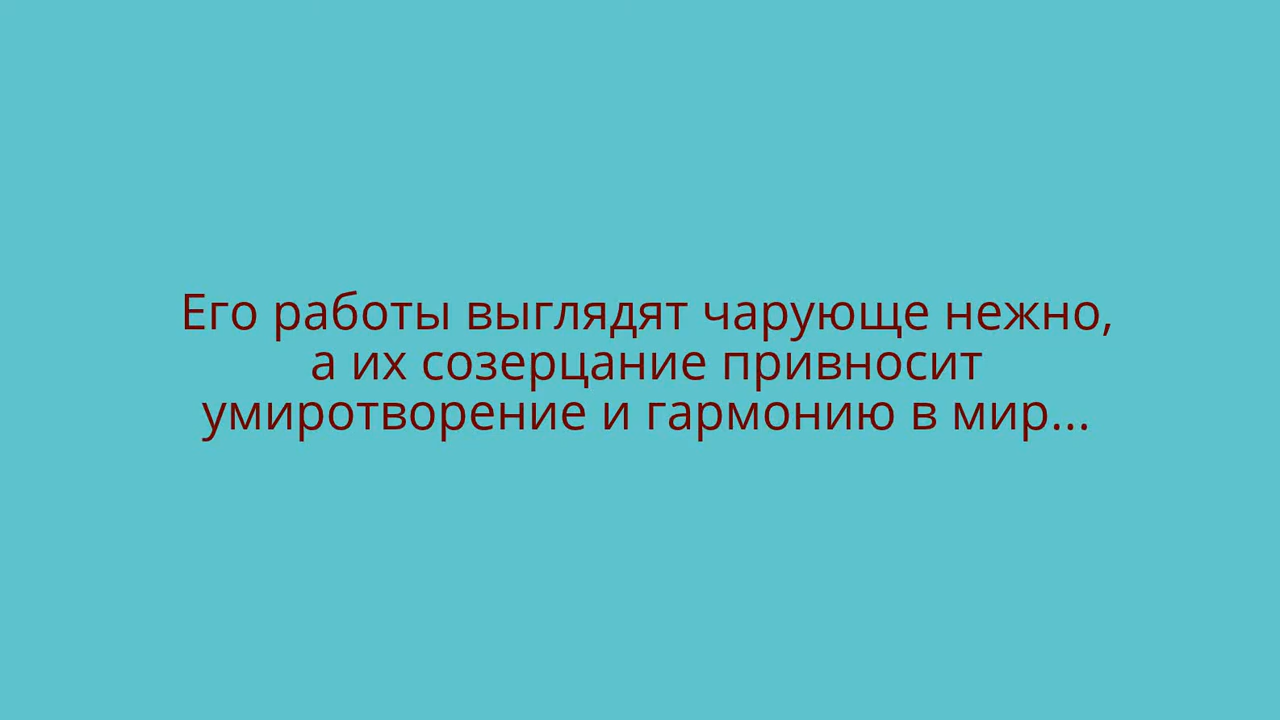 Его работы выглядят чарующе нежно,
а их созерцание привносит
умиротворение и гармонию в мир...